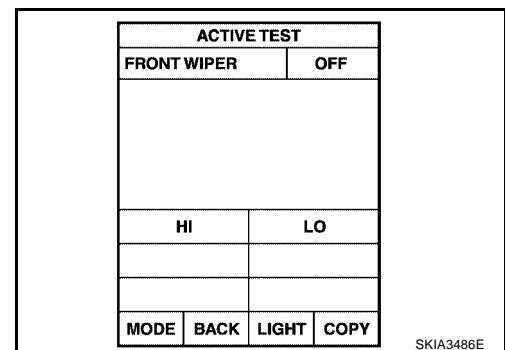 ACTIVE TEST
FRONT WIPER OFF
HI LO
MODE BACK LIGHT COPY
SKIA3486E